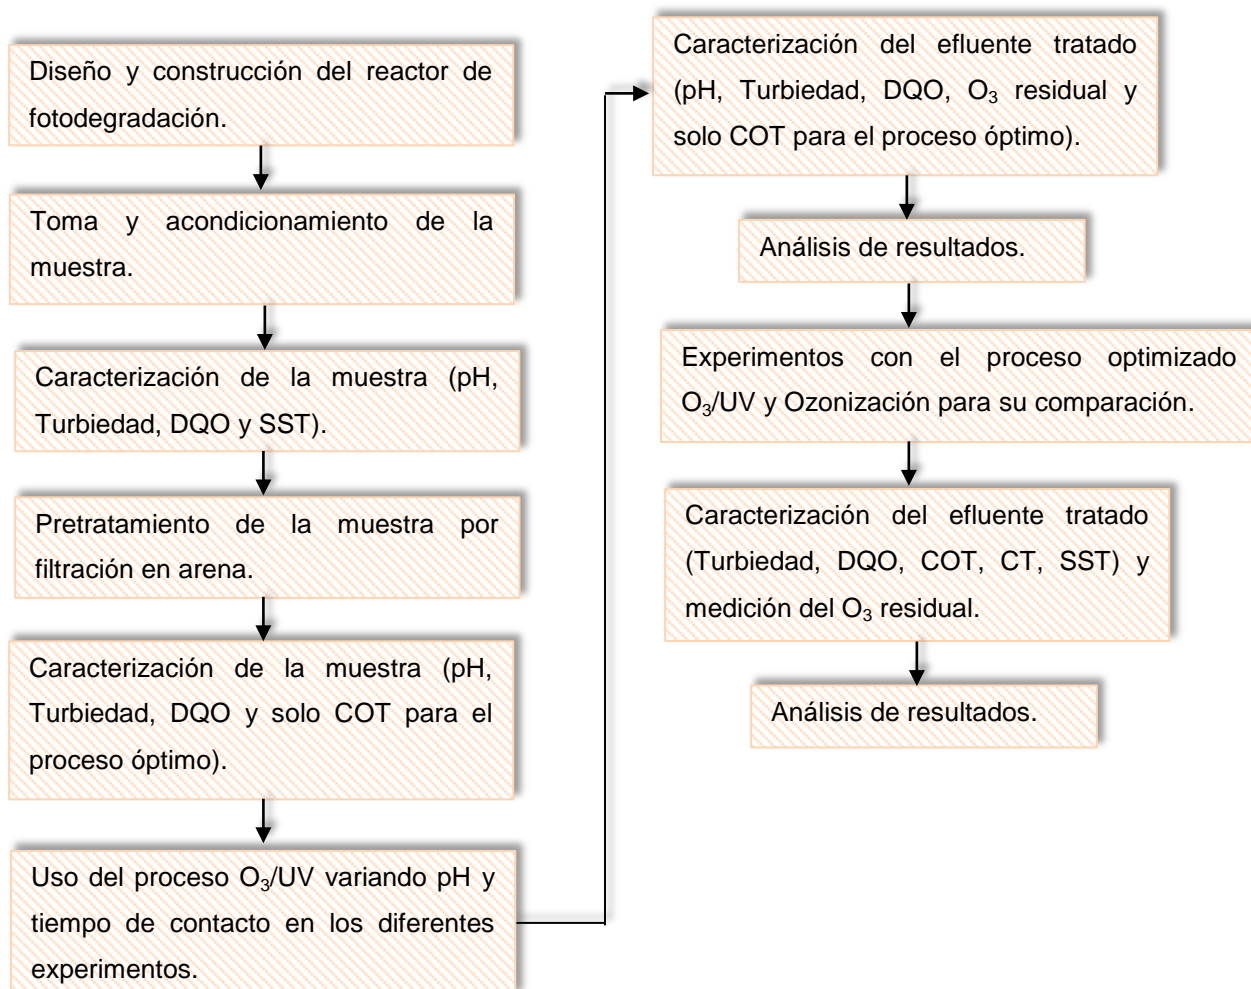 Diseño y construcción del reactor de
fotodegradación.
Toma y acondicionamiento de la
muestra.
Caracterización de la muestra (pH,
Turbiedad, DQO y SST).
Pretratamiento de la muestra por
filtración en arena.
Caracterización de la muestra (pH,
Turbiedad, DQO y solo COT para el
proceso óptimo).
Uso del proceso O₃/UV variando pH y
tiempo de contacto en los diferentes
experimentos.
Caracterización del efluente tratado
(pH, Turbiedad, DQO, O₃ residual y
solo COT para el proceso óptimo).
Análisis de resultados.
Experimentos con el proceso optimizado
O₃/UV y Ozonización para su comparación.
Caracterización del efluente tratado
(Turbiedad, DQO, COT, CT, SST) y
medición del O₃ residual.
Análisis de resultados.